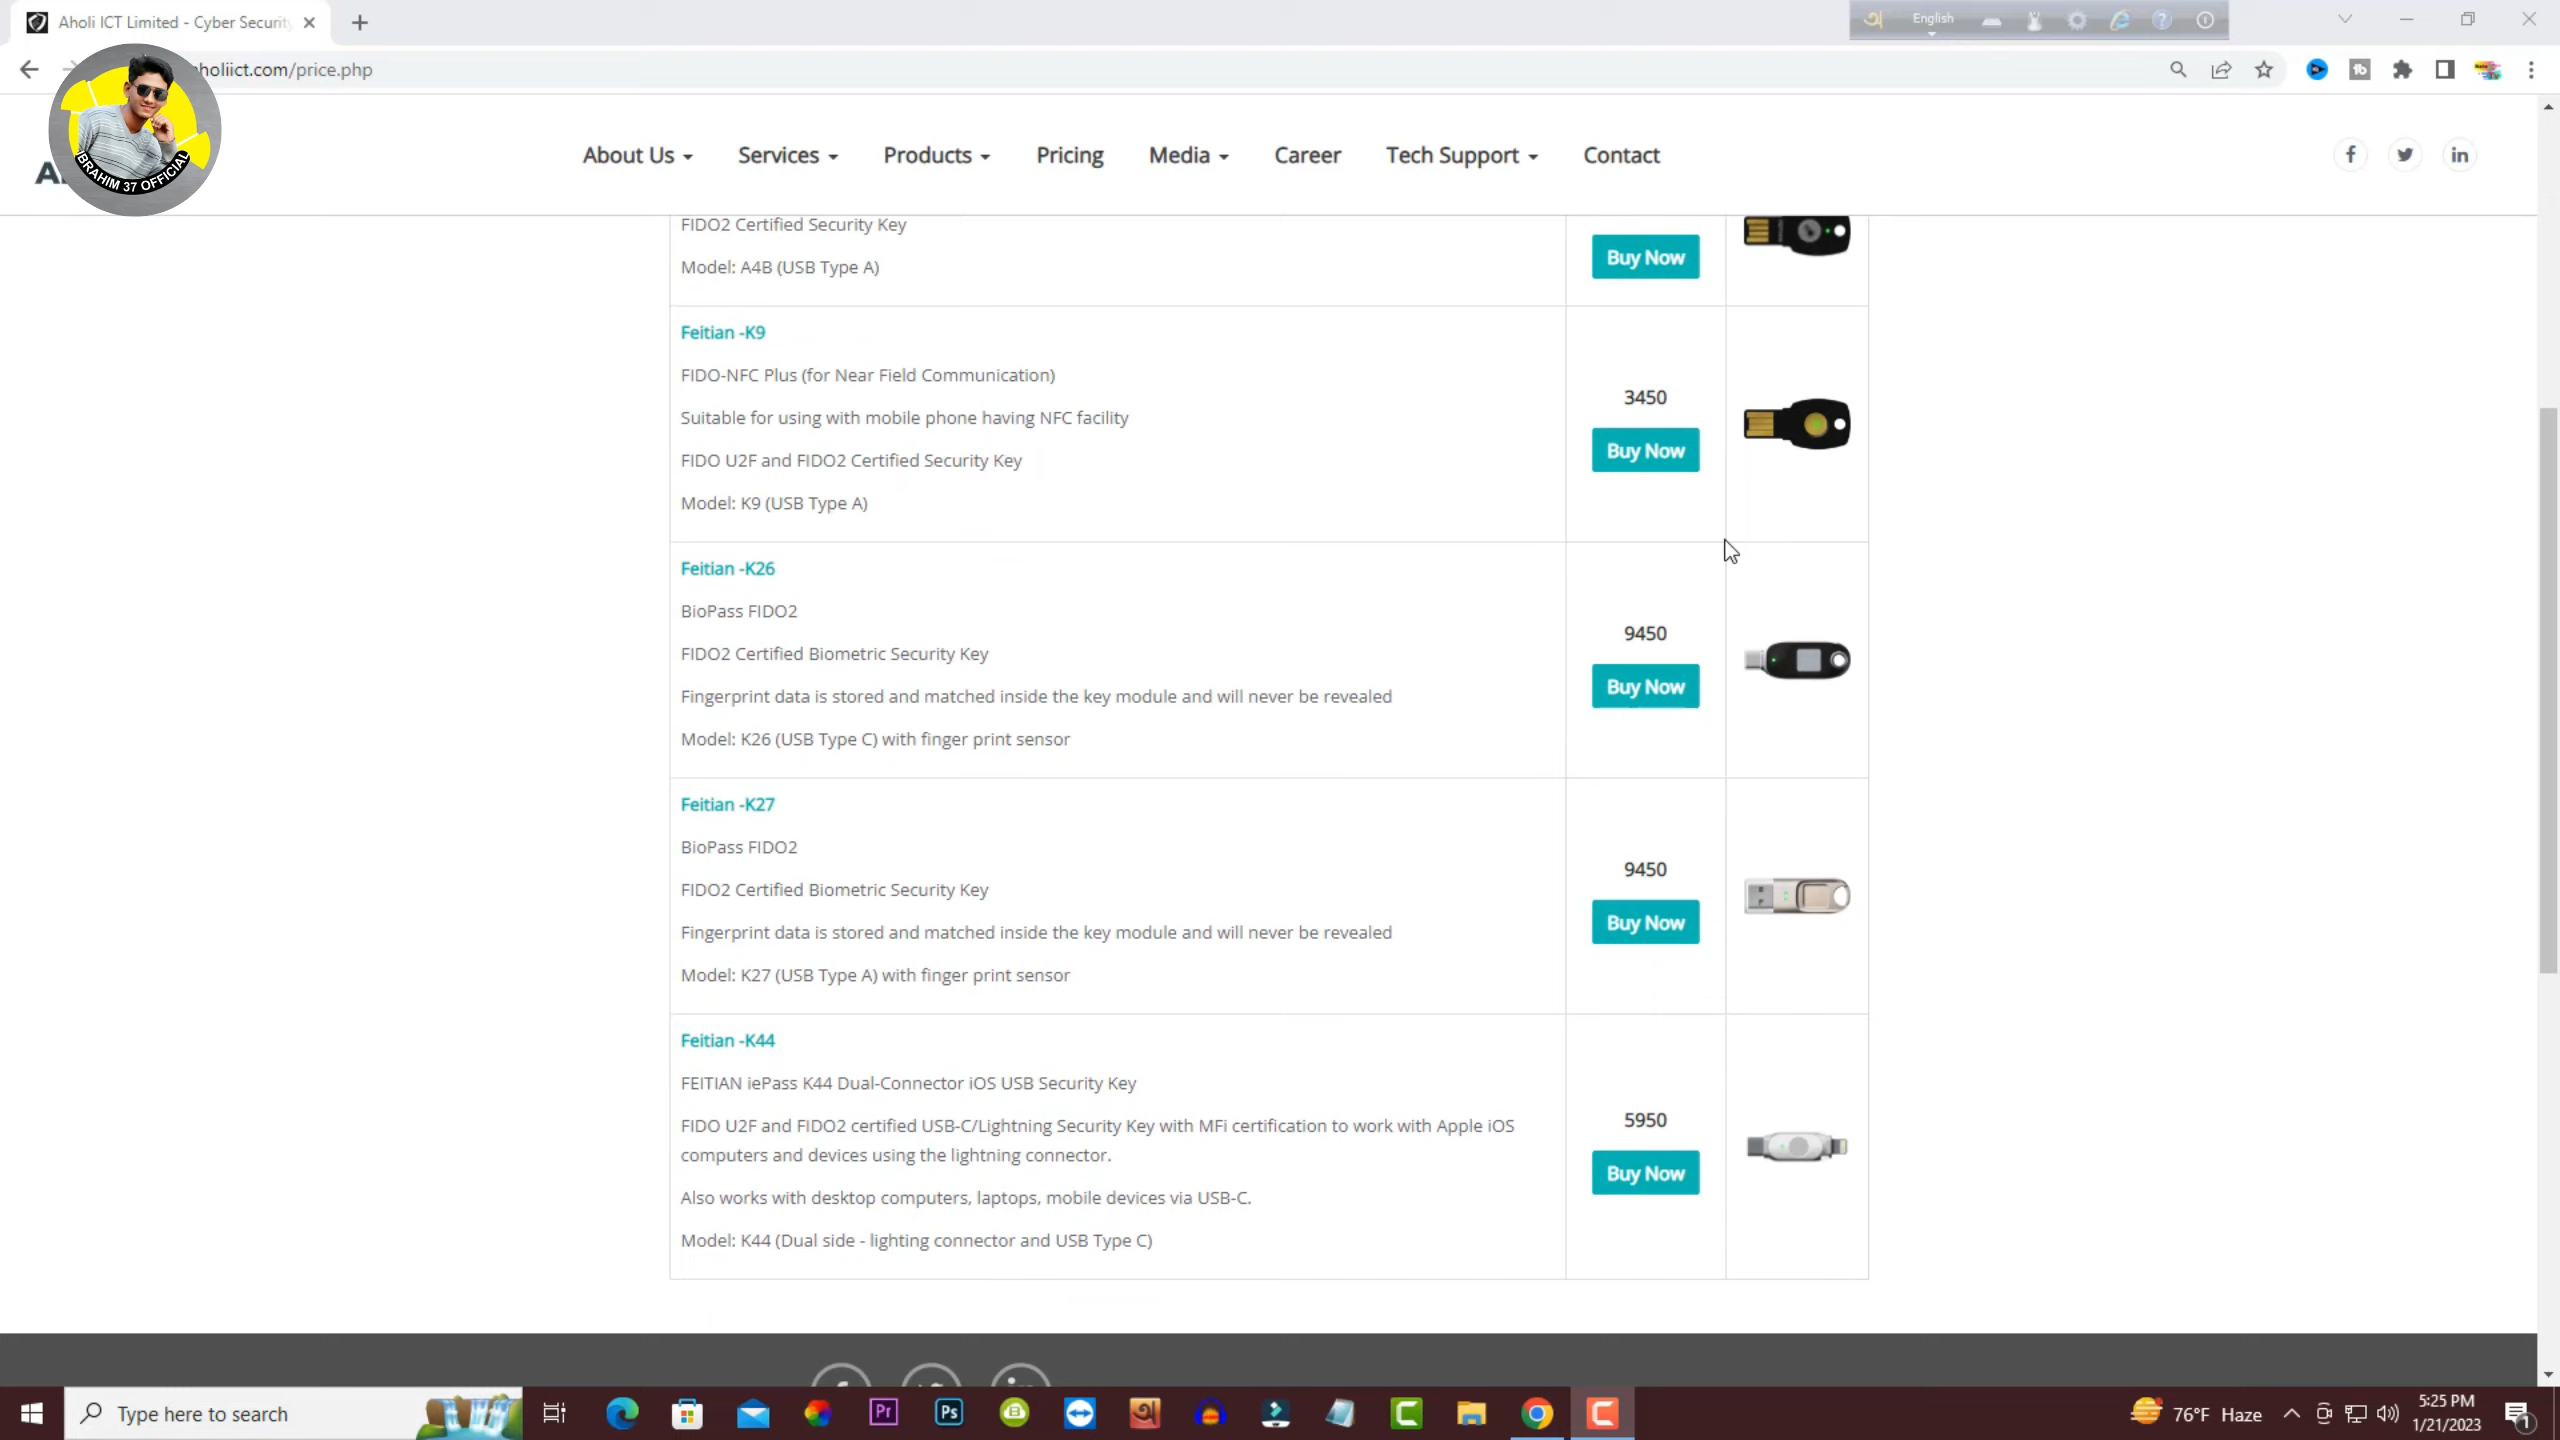 Aholi ICT Limited - Cyber Security
English
holiict.com/price.php
BRAHIM 37 OFFICIAL
About Us
Services
Products
Pricing
Media
Career
Tech Support
Contact
FIDO2 Certified Security Key
Model: A4B (USB Type A)
Buy Now
Feitian -K9
FIDO-NFC Plus (for Near Field Communication)
Suitable for using with mobile phone having NFC facility
FIDO U2F and FIDO2 Certified Security Key
Model: K9 (USB Type A)
3450
Buy Now
Feitian -K26
BioPass FIDO2
FIDO2 Certified Biometric Security Key
Fingerprint data is stored and matched inside the key module and will never be revealed
Model: K26 (USB Type C) with finger print sensor
9450
Buy Now
Feitian -K27
BioPass FIDO2
FIDO2 Certified Biometric Security Key
Fingerprint data is stored and matched inside the key module and will never be revealed
Model: K27 (USB Type A) with finger print sensor
9450
Buy Now
Feitian -K44
FEITIAN iePass K44 Dual-Connector iOS USB Security Key
FIDO U2F and FIDO2 certified USB-C/Lightning Security Key with MFi certification to work with Apple iOS
computers and devices using the lightning connector.
Also works with desktop computers, laptops, mobile devices via USB-C.
Model: K44 (Dual side - lighting connector and USB Type C)
5950
Buy Now
Type here to search
Pr
Ps
76°F Haze
5:25 PM
1/21/2023
1